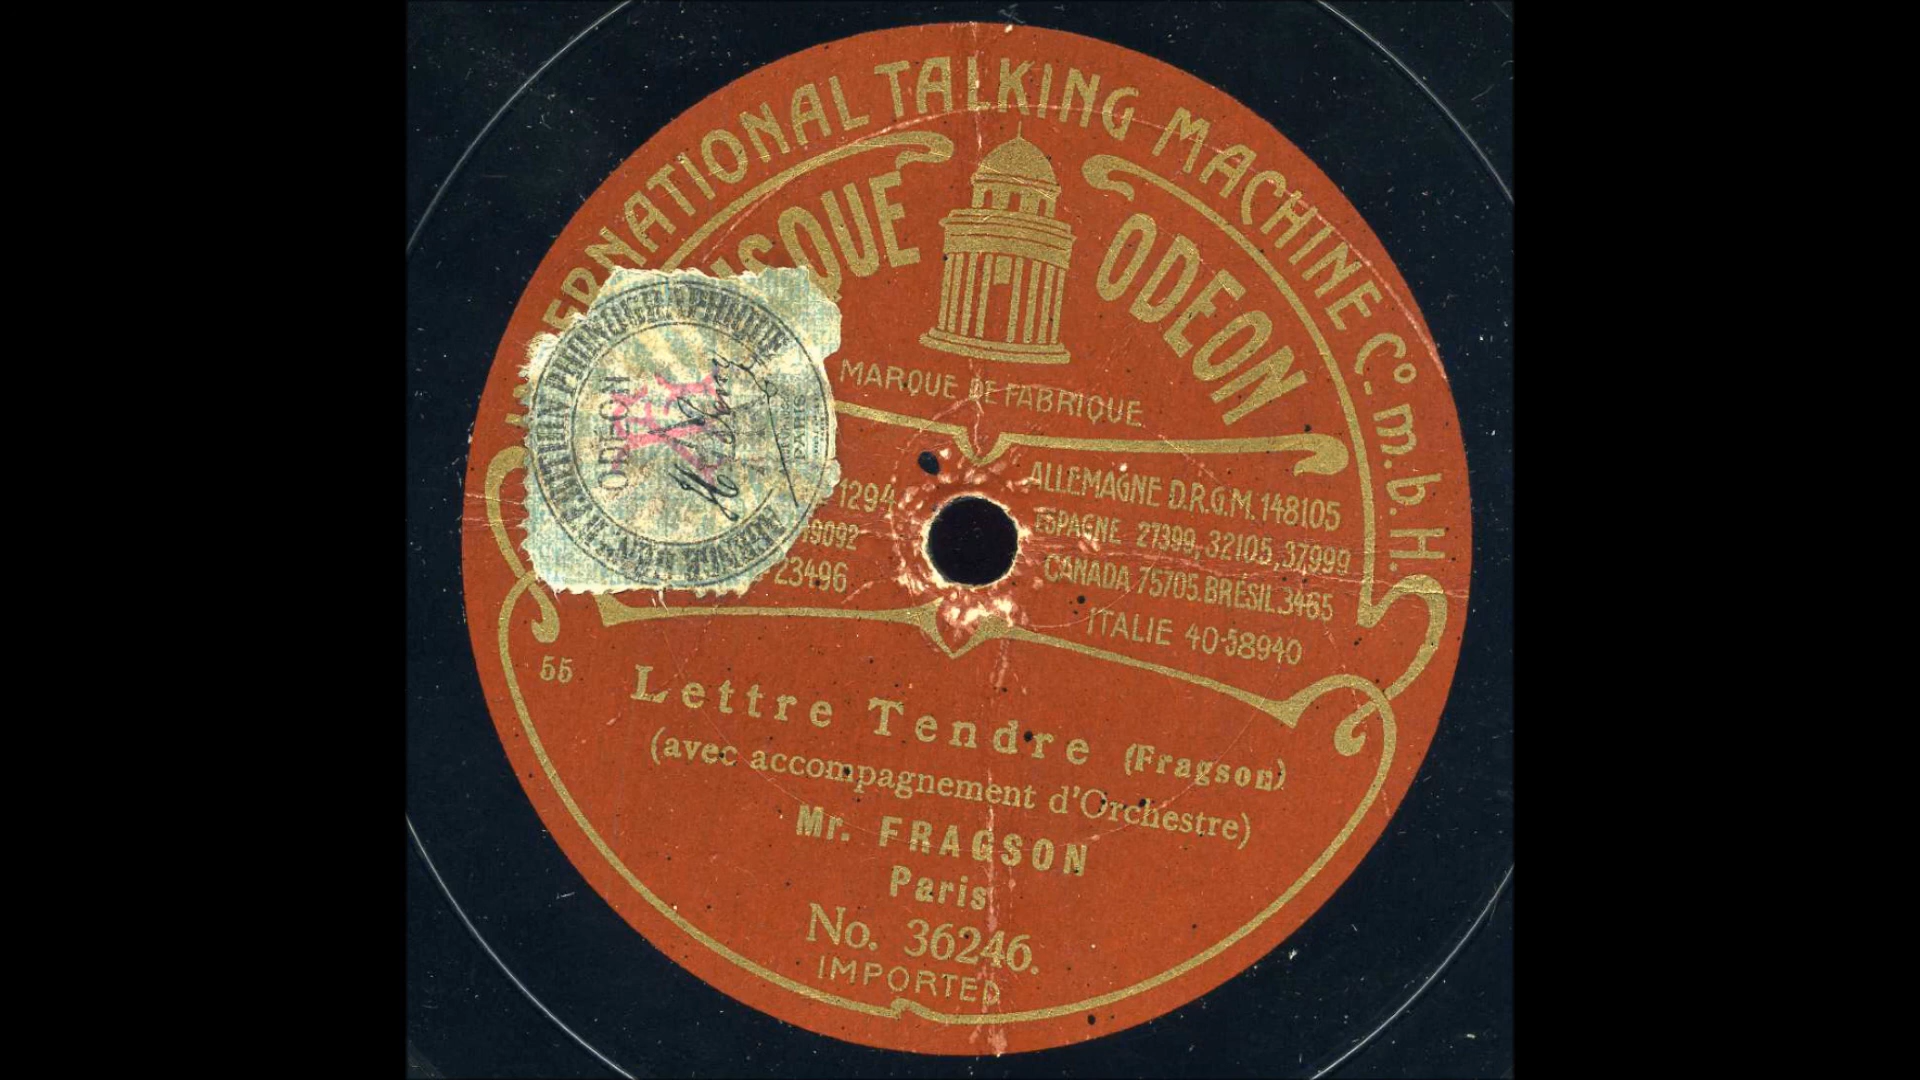 INTERNATIONAL TALKING MACHINE Co. m.b.H.
DISQUE ODEON
MARQUE DE FABRIQUE
ODEON
PARIS
1294
19092
23496
ALLEMAGNE D.R.G.M. 148105
ESPAGNE 27399, 32105, 37999
CANADA 75705. BRÉSIL. 3465
ITALIE 40-58940
55
Lettre Tendre (Fragson)
(avec accompagnement d'Orchestre)
Mr. FRAGSON
Paris
No. 36246.
IMPORTED